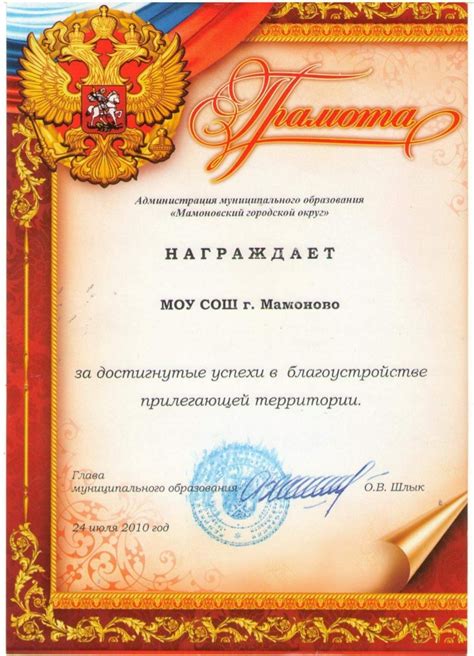 Грамота
Администрация муниципального образования
«Мамоновский городской округ»
НАГРАЖДАЕТ
МОУ СОШ г. Мамоново
за достигнутые успехи в благоустройстве
прилегающей территории.
Глава
муниципального образования
О.В. Шлык
24 июля 2010 год